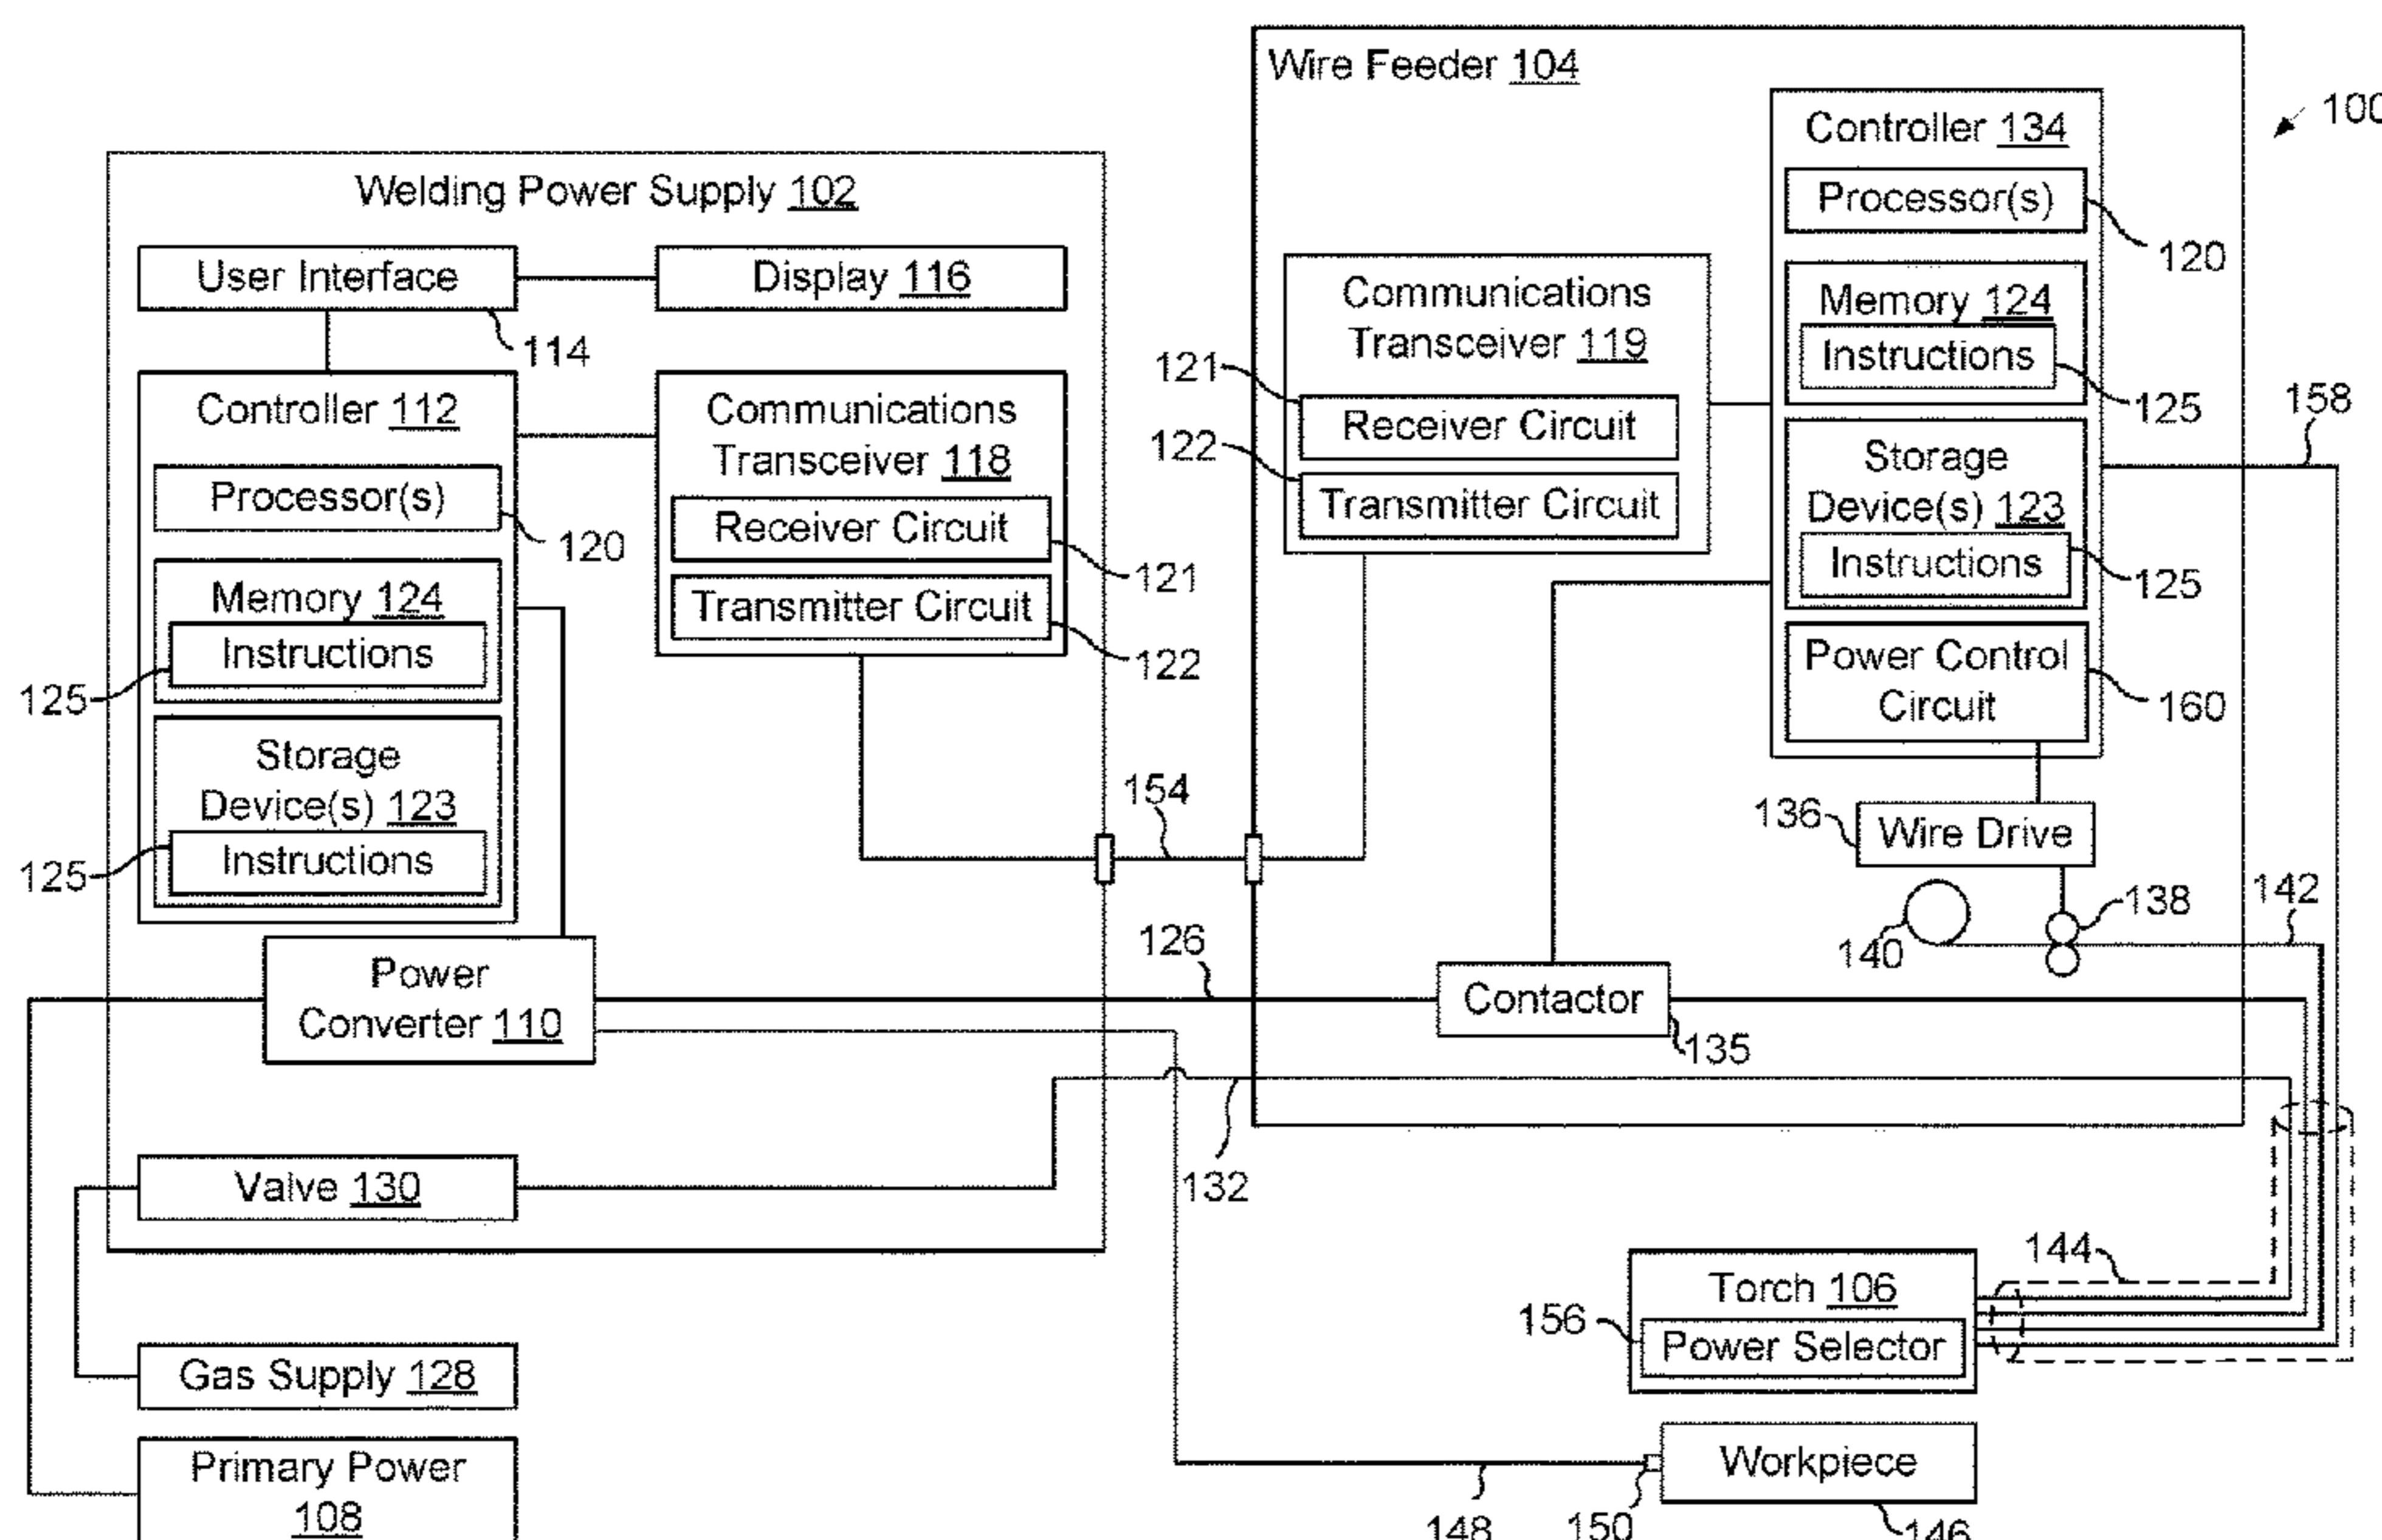 Wire Feeder 104
100
Controller 134
Processor(s)
120
Memory 124
Instructions
125
Storage
Device(s) 123
Instructions
125
Power Control
Circuit
160
158
Communications
Transceiver 119
121
Receiver Circuit
122
Transmitter Circuit
136
Wire Drive
138
140
142
Contactor
135
Welding Power Supply 102
User Interface
114
Display 116
Controller 112
Processor(s)
120
Memory 124
Instructions
125
Storage
Device(s) 123
Instructions
125
Communications
Transceiver 118
Receiver Circuit
121
Transmitter Circuit
122
154
126
Power
Converter 110
132
Valve 130
Gas Supply 128
Primary Power
108
144
Torch 106
156
Power Selector
Workpiece
148
150
146